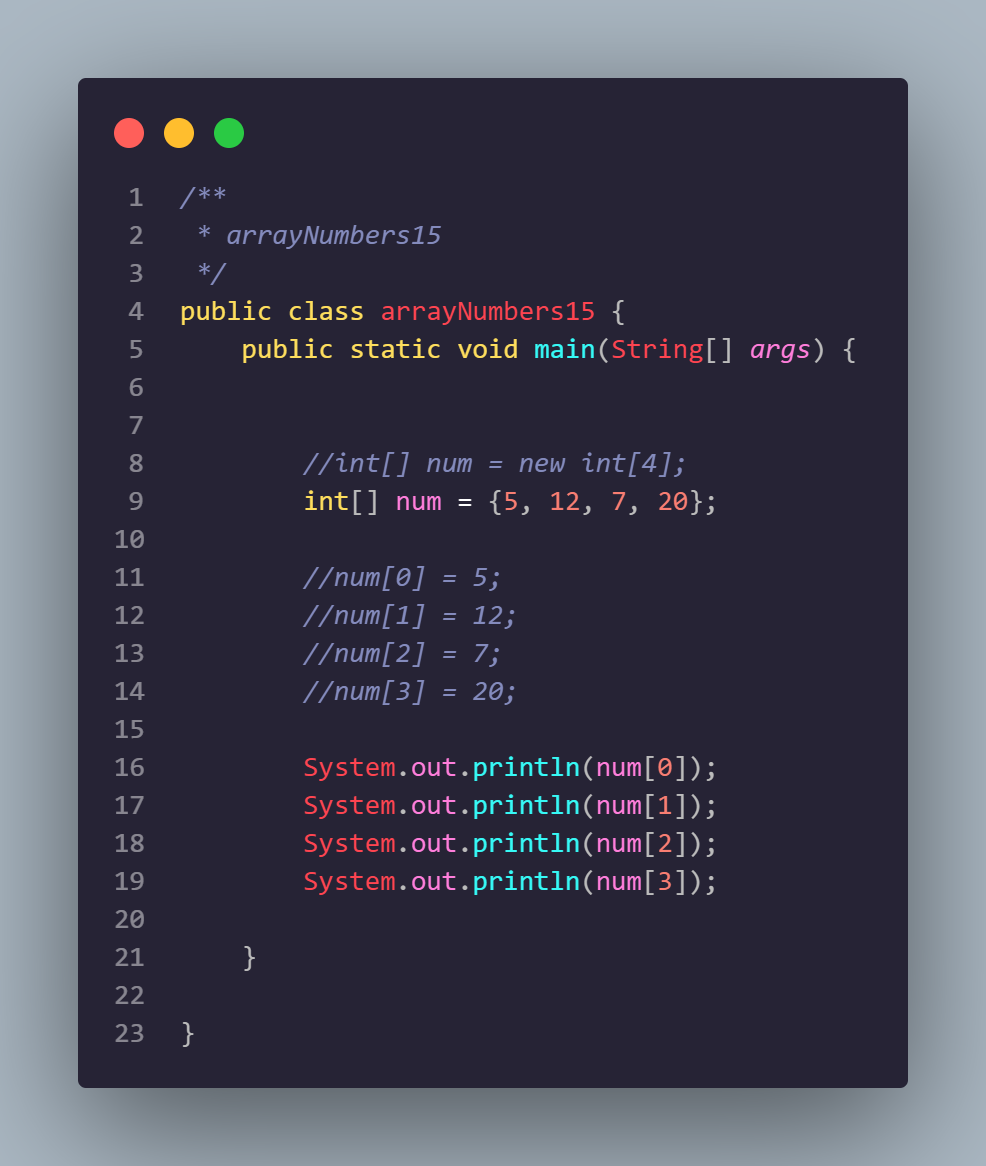 1 /**
2  * arrayNumbers15
3  */
4 public class arrayNumbers15 {
5     public static void main(String[] args) {
6
7
8         //int[] num = new int[4];
9         int[] num = {5, 12, 7, 20};
10
11         //num[0] = 5;
12         //num[1] = 12;
13         //num[2] = 7;
14         //num[3] = 20;
15
16         System.out.println(num[0]);
17         System.out.println(num[1]);
18         System.out.println(num[2]);
19         System.out.println(num[3]);
20
21     }
22
23 }